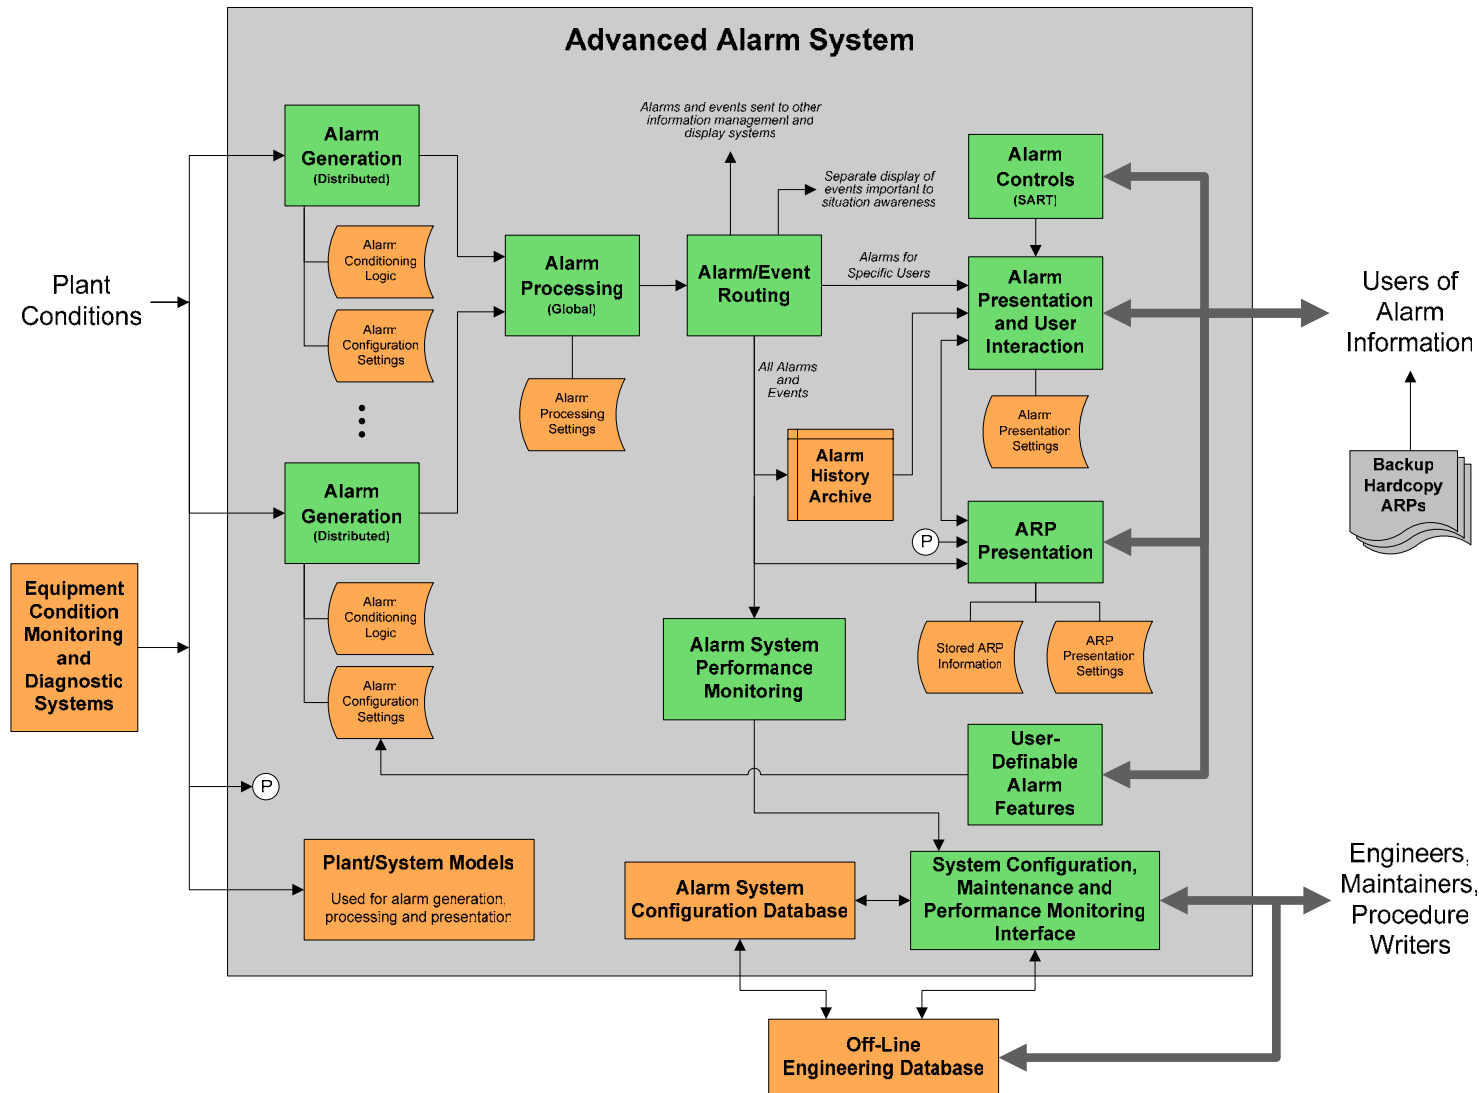 Advanced Alarm System
Alarms and events sent to other
information management and
display systems
Separate display of
events important to
situation awareness
Alarm
Generation
(Distributed)
Alarm
Conditioning
Logic
Alarm
Configuration
Settings
Alarm
Processing
(Global)
Alarm
Processing
Settings
Alarm/Event
Routing
Alarms for
Specific Users
All Alarms
and
Events
Alarm
Controls
(SART)
Alarm
Presentation
and User
Interaction
Alarm
Presentation
Settings
Plant
Conditions
Users of
Alarm
Information
Backup
Hardcopy
ARPs
Alarm
History
Archive
Alarm
Generation
(Distributed)
Alarm
Conditioning
Logic
Alarm
Configuration
Settings
P
ARP
Presentation
Stored ARP
Information
ARP
Presentation
Settings
Equipment
Condition
Monitoring
and
Diagnostic
Systems
Alarm System
Performance
Monitoring
User-
Definable
Alarm
Features
P
Plant/System Models
Used for alarm generation,
processing and presentation
Alarm System
Configuration Database
System Configuration,
Maintenance and
Performance Monitoring
Interface
Engineers,
Maintainers,
Procedure
Writers
Off-Line
Engineering Database